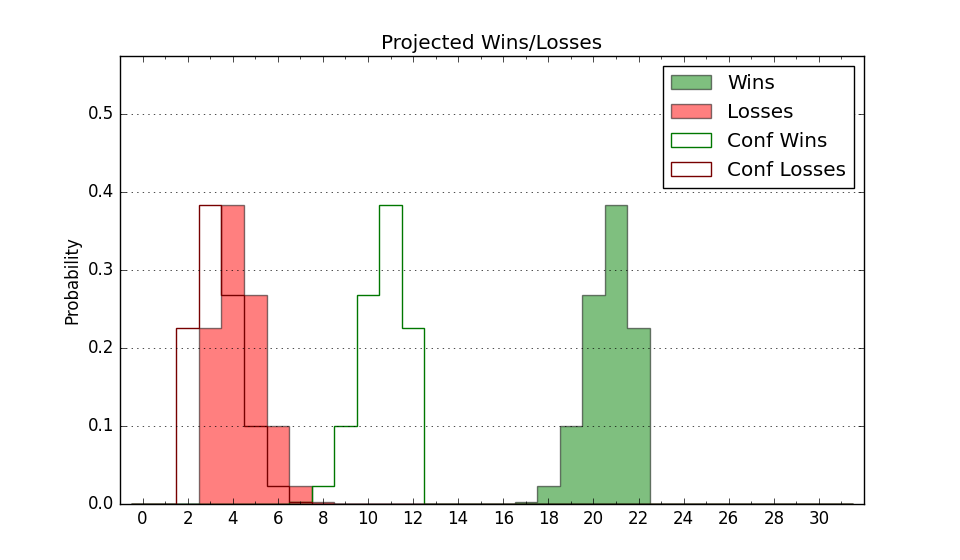 Projected Wins/Losses
Wins
Losses
Conf Wins
Conf Losses
Probability
0.5
0.4
0.3
0.2
0.1
0.0
0 2 4 6 8 10 12 14 16 18 20 22 24 26 28 30